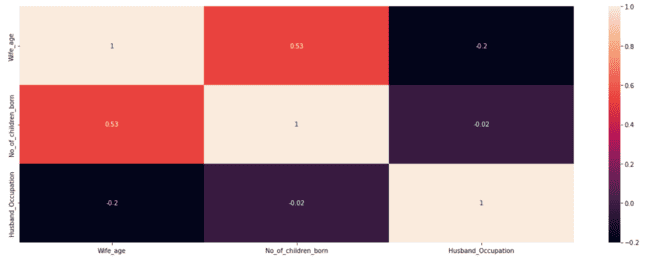 Wife_age
1
0.53
-0.2
No_of_children_born
0.53
1
-0.02
Husband_Occupation
-0.2
-0.02
1
Wife_age
No_of_children_born
Husband_Occupation
1.0
0.8
0.6
0.4
0.2
0.0
−0.2